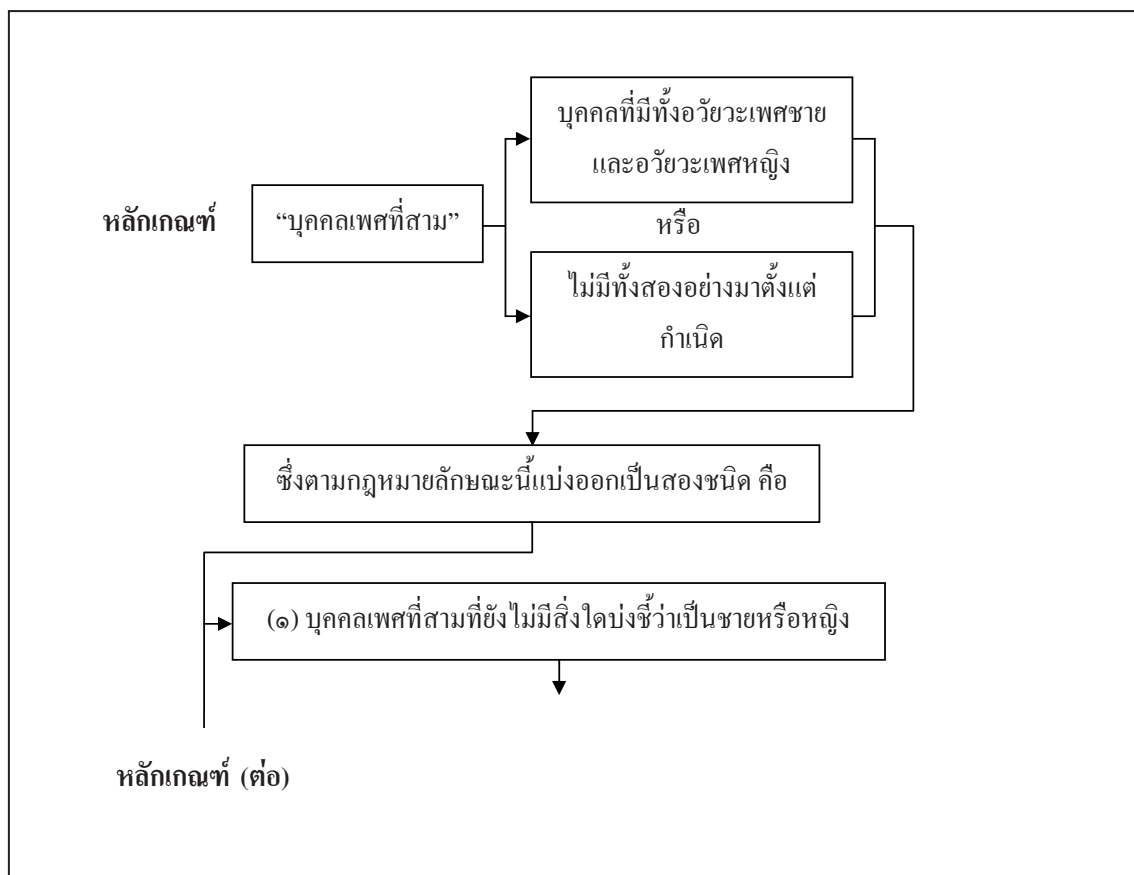 บุคคลที่มีทั้งอวัยวะเพศชาย
และอวัยวะเพศหญิง
หลักเกณฑ์
“บุคคลเพศที่สาม”
หรือ
ไม่มีทั้งสองอย่างมาตั้งแต่
กำเนิด
ซึ่งตามกฎหมายลักษณะนี้แบ่งออกเป็นสองชนิด คือ
(๑) บุคคลเพศที่สามที่ยังไม่มีสิ่งใดบ่งชี้ว่าเป็นชายหรือหญิง
หลักเกณฑ์ (ต่อ)